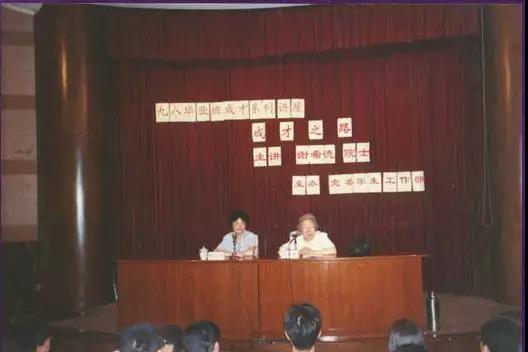 九八毕业班成才系列讲座
成才之路
主讲 谢希德 院士
主办 党委学生工作部